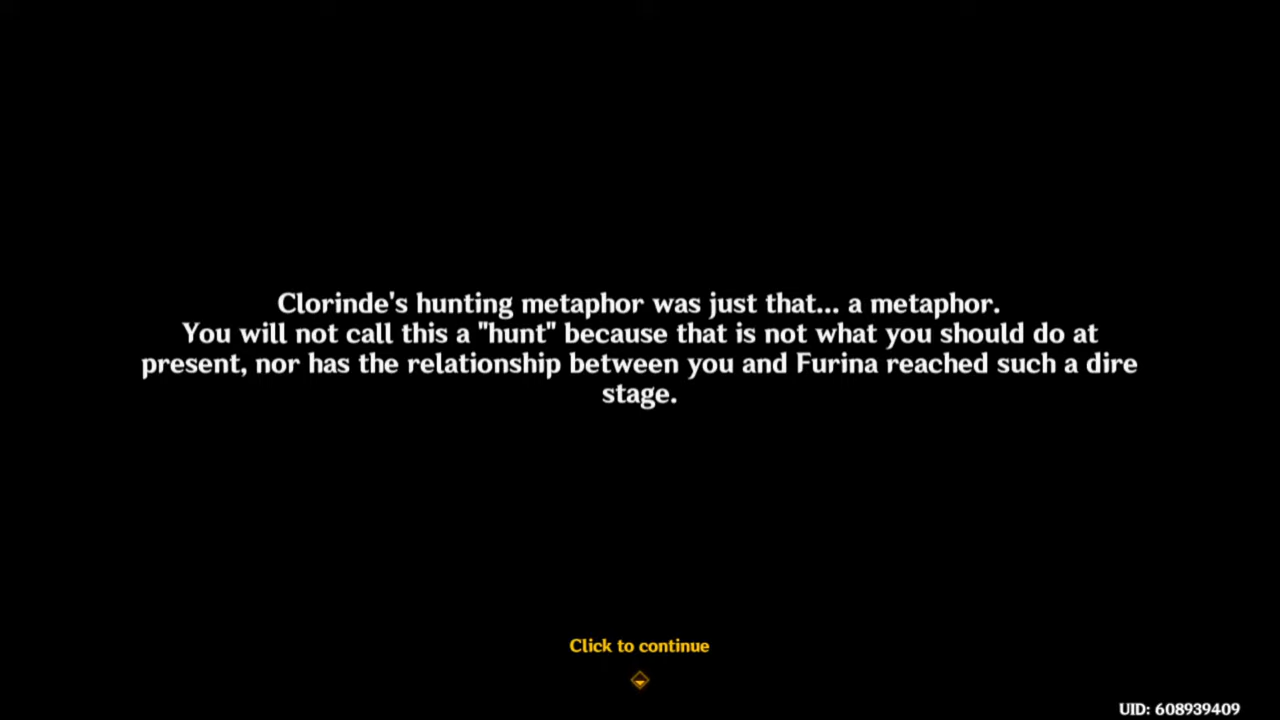 Clorinde's hunting metaphor was just that... a metaphor.
You will not call this a "hunt" because that is not what you should do at
present, nor has the relationship between you and Furina reached such a dire
stage.
Click to continue
UID: 608939409